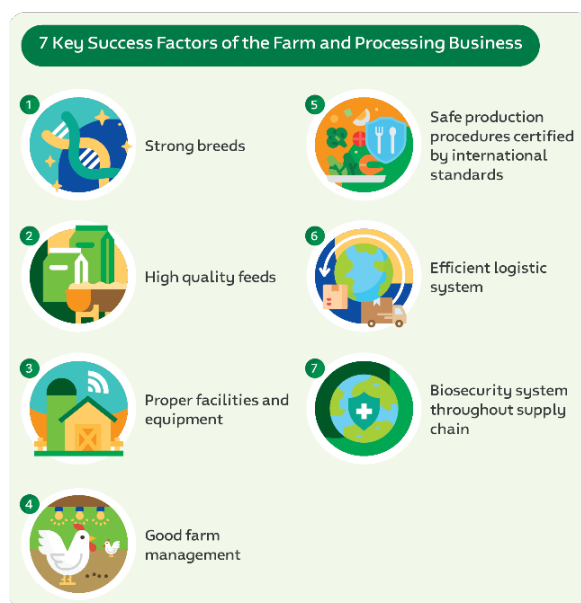 7 Key Success Factors of the Farm and Processing Business
1
Strong breeds
2
High quality feeds
3
Proper facilities and
equipment
4
Good farm
management
5
Safe production
procedures certified
by international
standards
6
Efficient logistic
system
7
Biosecurity system
throughout supply
chain